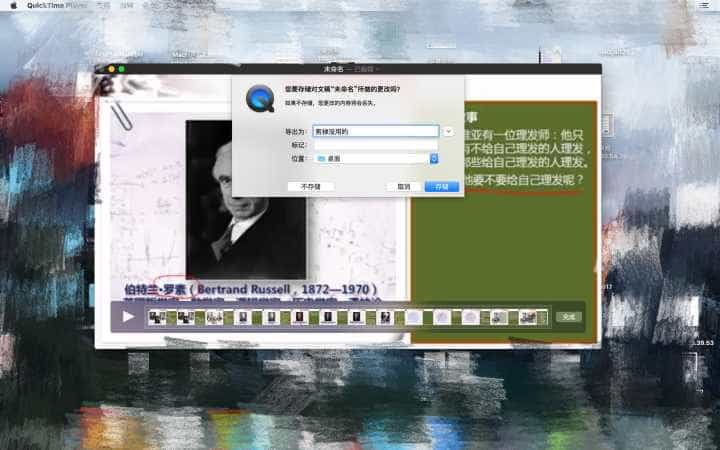 QuickTime Player
未命名 — 已编辑
您要存储对文稿“未命名”所做的更改吗?
如果不存储，您更改的内容将会丢失。
导出为：
剪掉没用的
标记：
位置：
桌面
不存储
取消
存储
事
维亚有一位理发师：他只
有不给自己理发的人理发，
那些给自己理发的人理发。
他要不要给自己理发呢？
伯特兰•罗素（Bertrand Russell，1872—1970）
完成